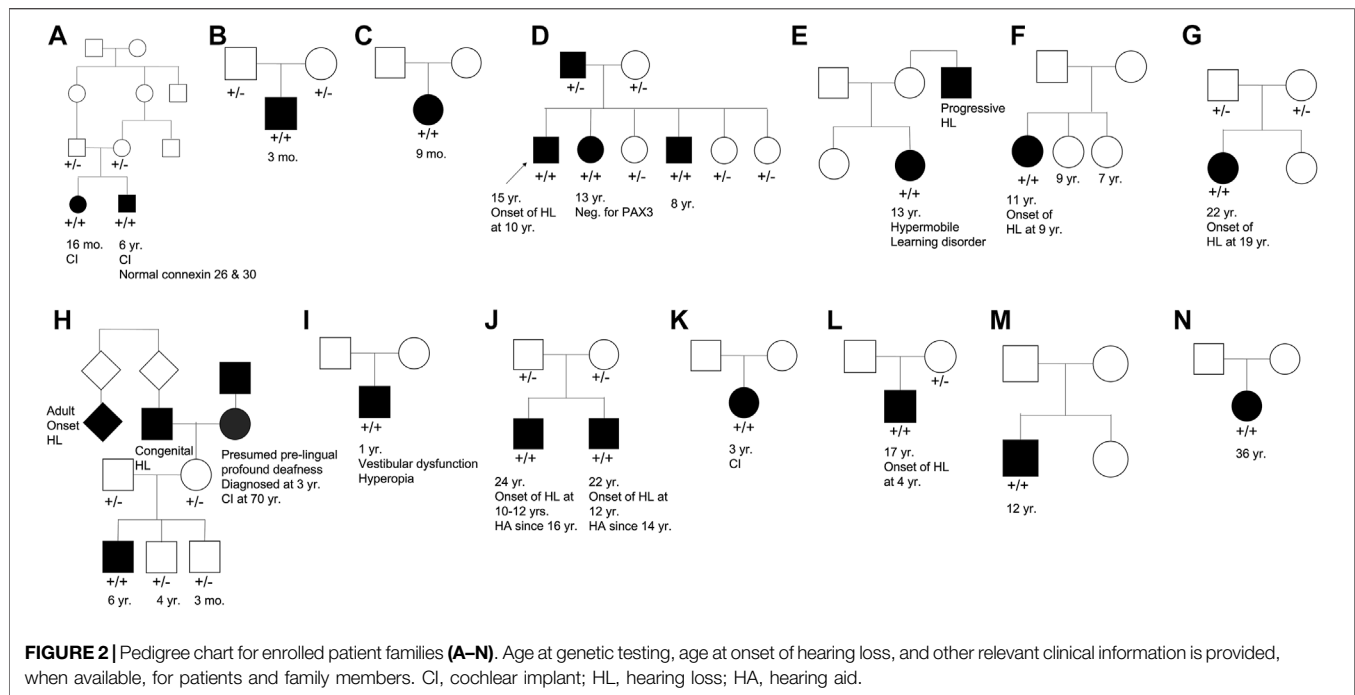 A
B
C
D
E
F
G
+/- +/-
+/+ +/+
16 mo.
CI
6 yr.
CI
Normal connexin 26 & 30
+/- +/-
+/+
3 mo.
+/+
9 mo.
+/- +/-
+/+ +/+ +/- +/+ +/- +/-
15 yr.
Onset of HL
at 10 yr.
13 yr.
Neg. for PAX3
8 yr.
Progressive
HL
+/+
13 yr.
Hypermobile
Learning disorder
+/+
11 yr.
Onset of
HL at 9 yr.
9 yr.
7 yr.
+/- +/-
+/+
22 yr.
Onset of
HL at 19 yr.
H
I
J
K
L
M
N
Adult
Onset
HL
Congenital
HL
Presumed pre-lingual
profound deafness
Diagnosed at 3 yr.
CI at 70 yr.
+/- +/-
+/+ +/- +/-
6 yr. 4 yr. 3 mo.
+/+
1 yr.
Vestibular dysfunction
Hyperopia
+/- +/-
+/+ +/+
24 yr.
Onset of HL at
10-12 yrs.
HA since 16 yr.
22 yr.
Onset of HL at
12 yr.
HA since 14 yr.
+/+
3 yr.
CI
+/-
+/+
17 yr.
Onset of HL
at 4 yr.
+/+
12 yr.
+/+
36 yr.
FIGURE 2 | Pedigree chart for enrolled patient families (A–N). Age at genetic testing, age at onset of hearing loss, and other relevant clinical information is provided,
when available, for patients and family members. CI, cochlear implant; HL, hearing loss; HA, hearing aid.